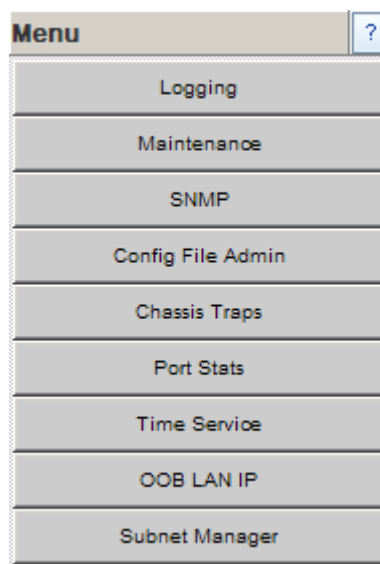 Menu ?
Logging
Maintenance
SNMP
Config File Admin
Chassis Traps
Port Stats
Time Service
OOB LAN IP
Subnet Manager